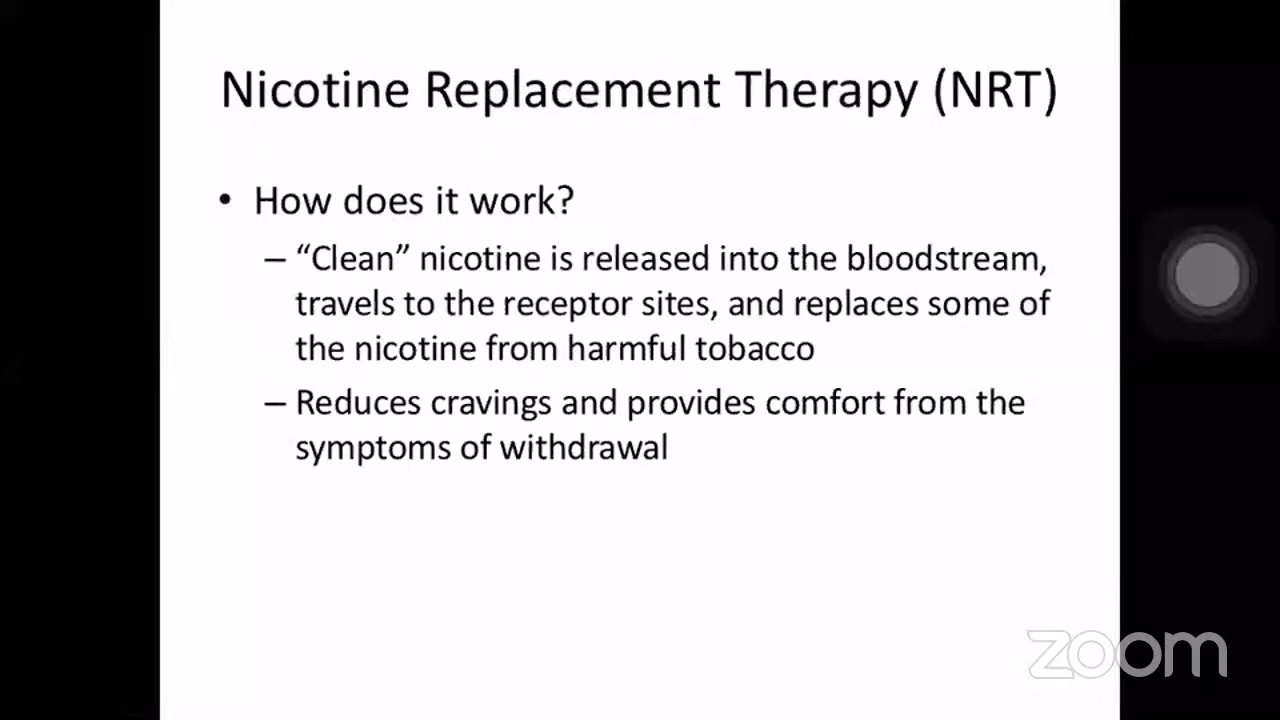 Nicotine Replacement Therapy (NRT)
• How does it work?
– “Clean” nicotine is released into the bloodstream,
travels to the receptor sites, and replaces some of
the nicotine from harmful tobacco
– Reduces cravings and provides comfort from the
symptoms of withdrawal
zoom